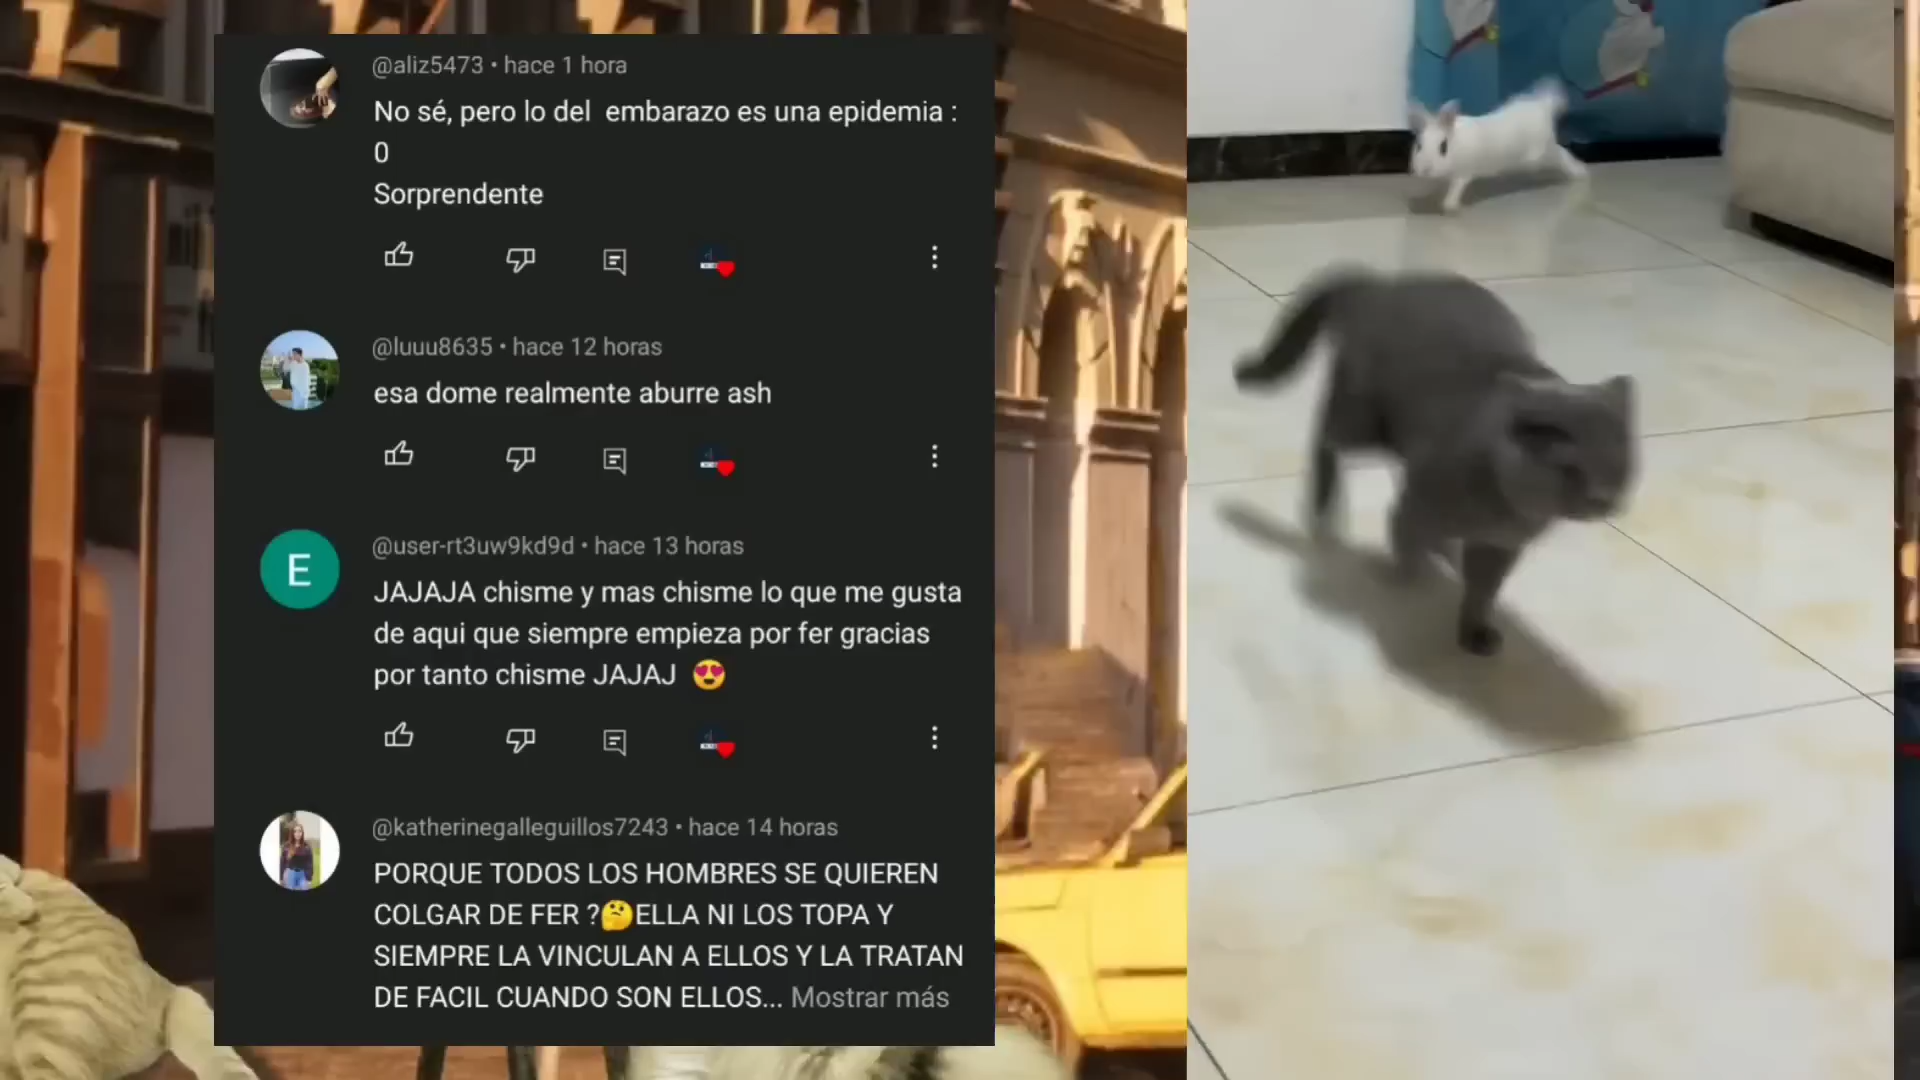 @aliz5473 • hace 1 hora
No sé, pero lo del embarazo es una epidemia :
0
Sorprendente
@luuu8635 • hace 12 horas
esa dome realmente aburre ash
E
@user-rt3uw9kd9d • hace 13 horas
JAJAJA chisme y mas chisme lo que me gusta
de aqui que siempre empieza por fer gracias
por tanto chisme JAJAJ 😍
@katherinegalleguillos7243 • hace 14 horas
PORQUE TODOS LOS HOMBRES SE QUIEREN
COLGAR DE FER ?🤔ELLA NI LOS TOPA Y
SIEMPRE LA VINCULAN A ELLOS Y LA TRATAN
DE FACIL CUANDO SON ELLOS... Mostrar más